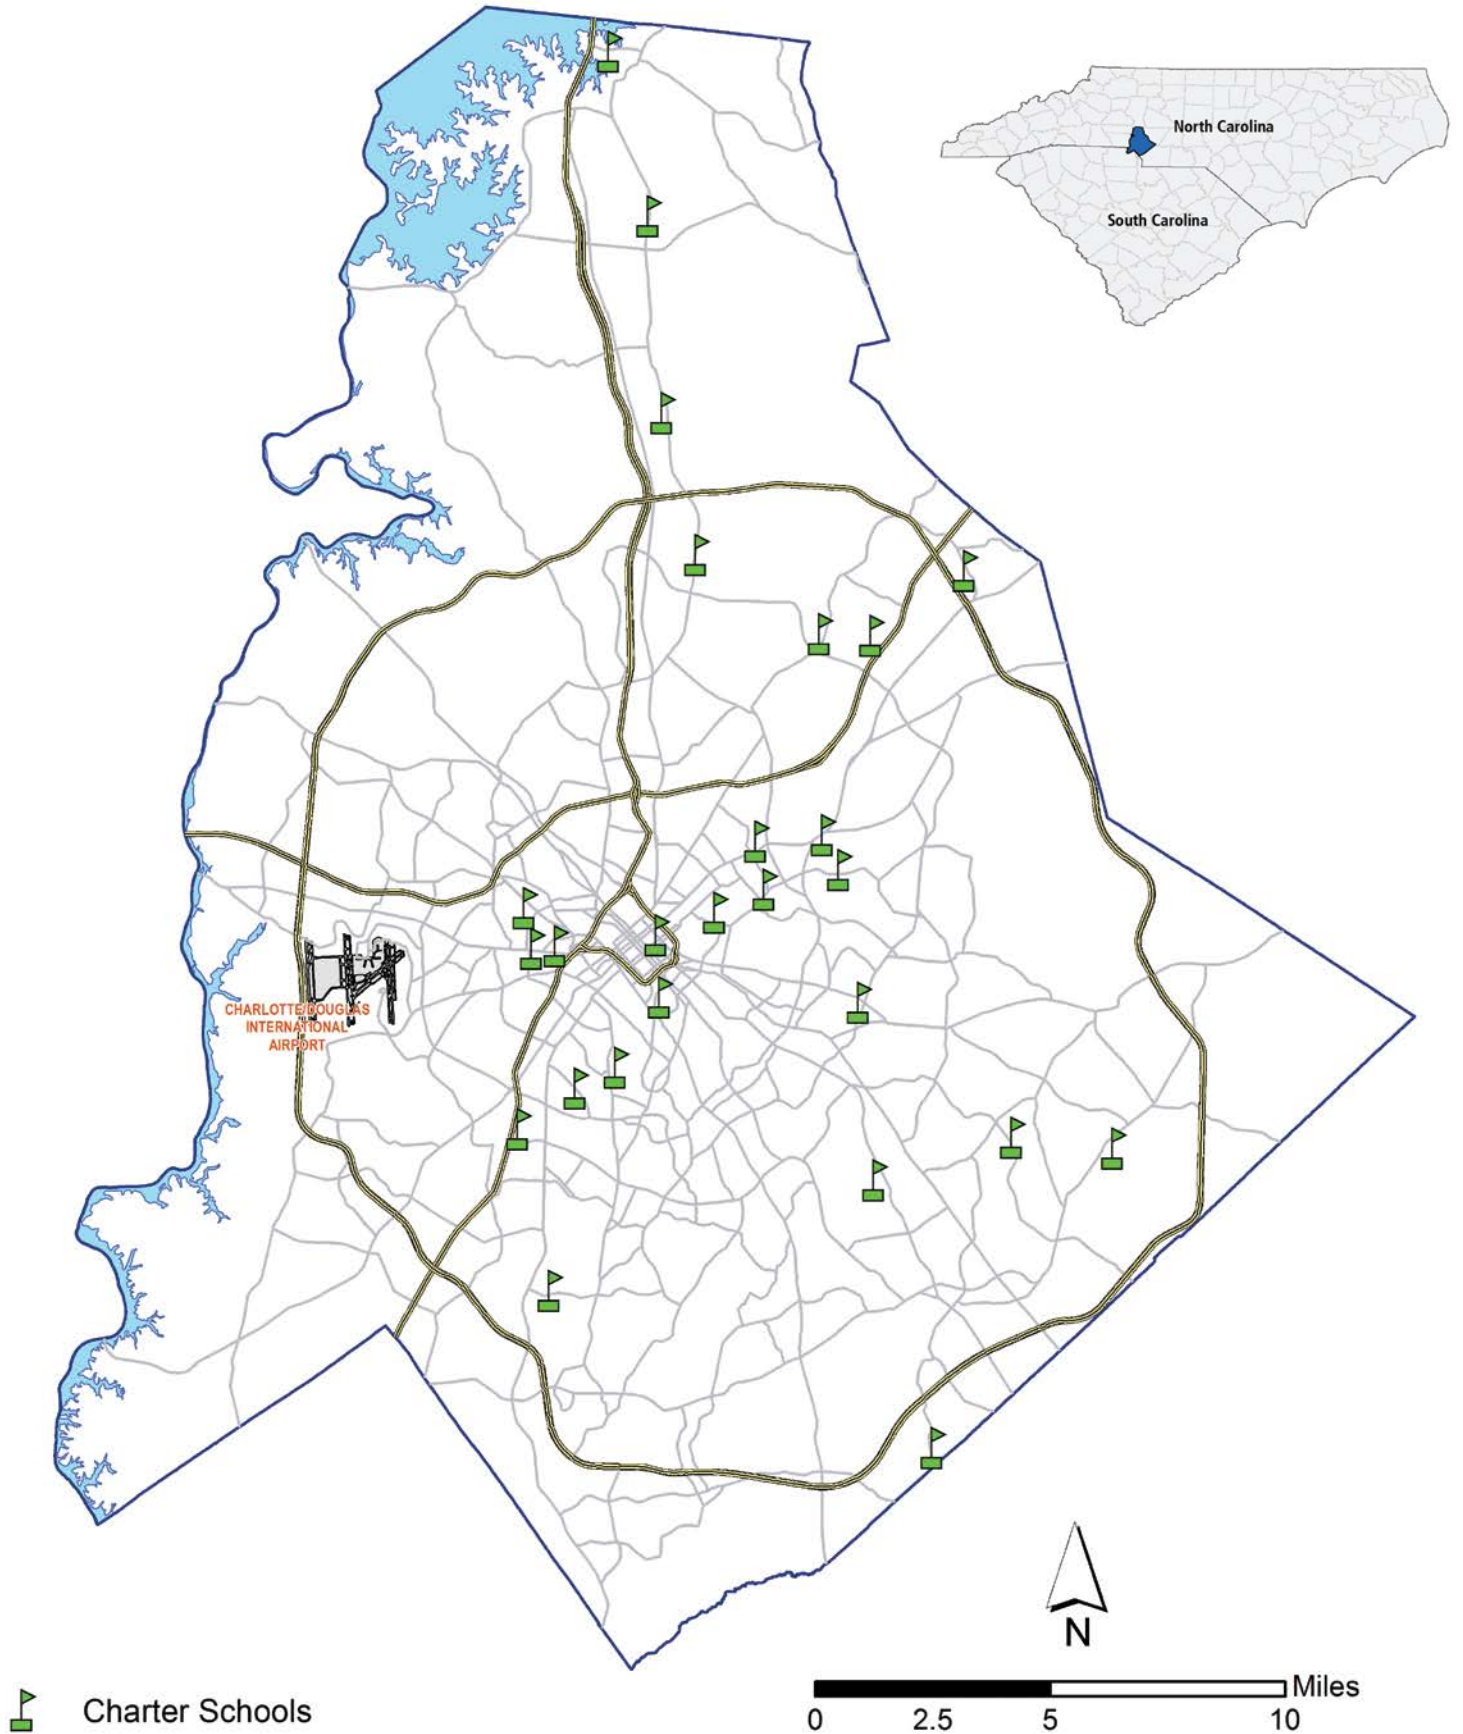 North Carolina
South Carolina
CHARLOTTE/DOUGLAS
INTERNATIONAL
AIRPORT
N
Charter Schools
Miles
0 2.5 5 10